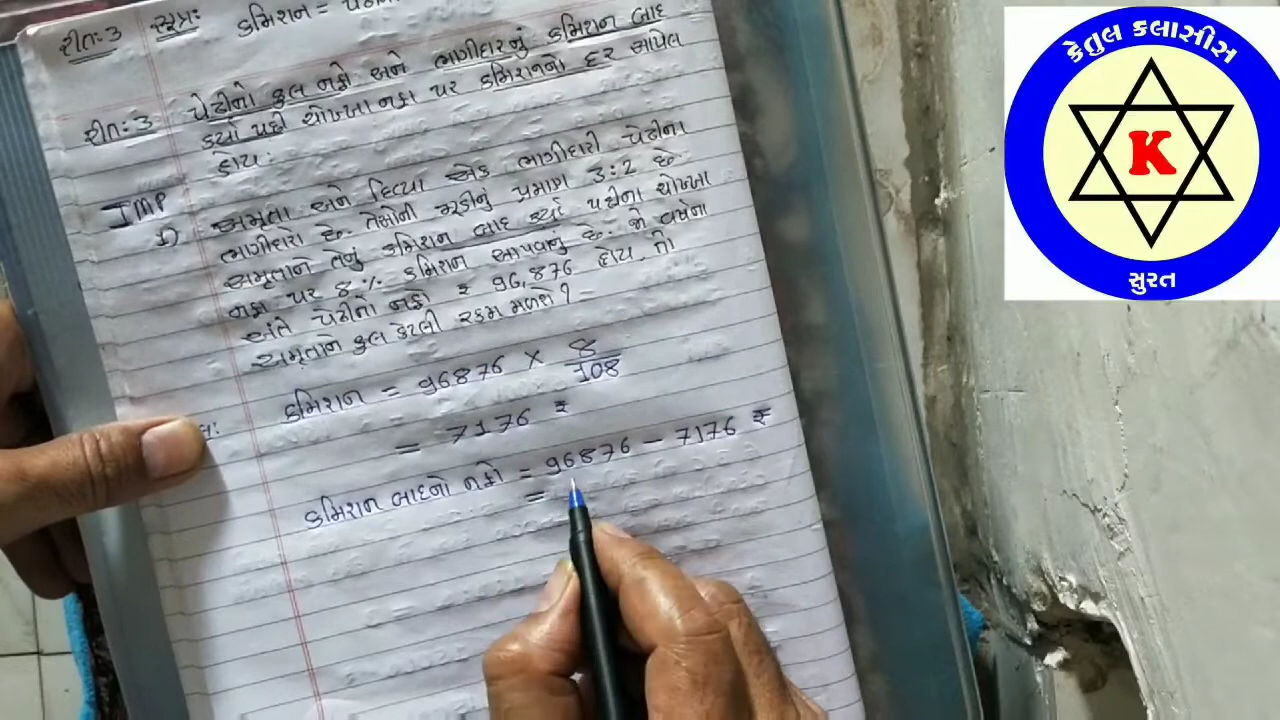 રીત:3 સૂત્ર: કમિશન =
રીત:3 પેઢીનો કુલ નફો અને ભાગીદારનું કમિશન બાદ
કર્યા પછી ચોખ્ખા નફા પર કમિશનનો દર આપેલ
હોય:
IMP
1) અમૃતા અને દિવ્યા એક ભાગીદારી પેઢીના
ભાગીદારો છે. તેઓની મૂડીનું પ્રમાણ 3:2 છે.
અમૃતાને તેનું કમિશન બાદ કર્યા પછીના ચોખ્ખા
નફા પર 8% કમિશન આપવાનું છે. જો વર્ષના
અંતે પેઢીનો નફો ₹ 96,876 હોય તો
અમૃતાને કુલ કેટલી રકમ મળશે?
કમિશન = 96876 × 8/108
= 7176 ₹
કમિશન બાદનો નફો = 96876 – 7176 ₹
=
કેતુલ કલાસીસ
K
સુરત